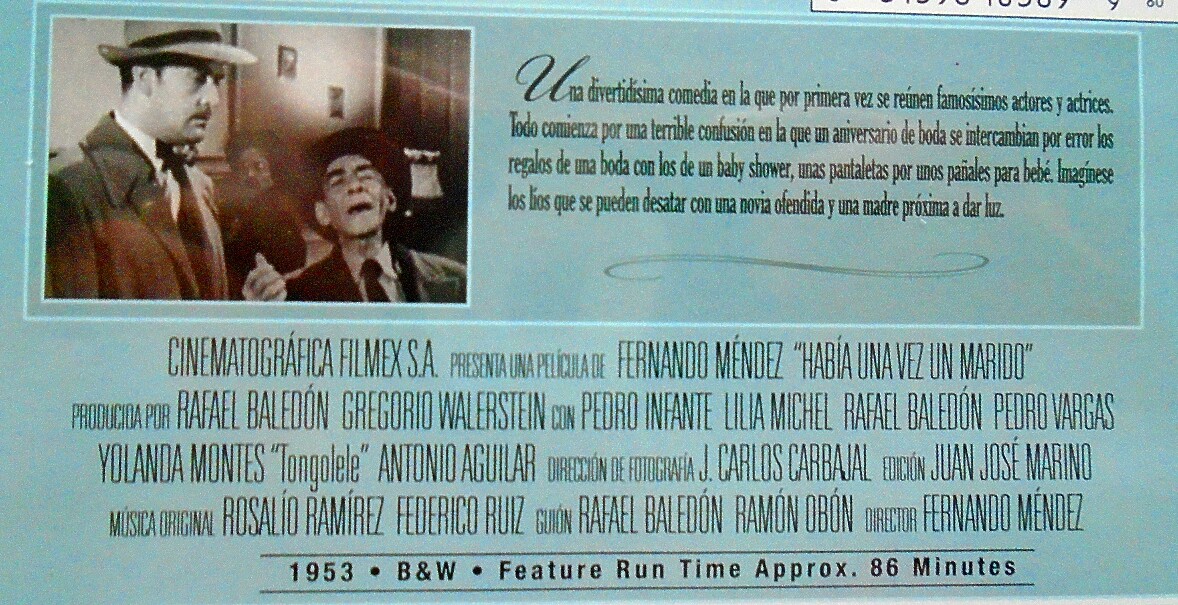 Una divertidísima comedia en la que por primera vez se reúnen famosísimos actores y actrices.
Todo comienza por una terrible confusión en la que un aniversario de boda se intercambian por error los
regalos de una boda con los de un baby shower, unas pantaletas por unos pañales para bebé. Imagínese
los líos que se pueden desatar con una novia ofendida y una madre próxima a dar luz.
CINEMATOGRÁFICA FILMEX S.A. PRESENTA UNA PELÍCULA DE FERNANDO MÉNDEZ "HABÍA UNA VEZ UN MARIDO"
PRODUCIDA POR RAFAEL BALEDÓN GREGORIO WALERSTEIN CON PEDRO INFANTE LILIA MICHEL RAFAEL BALEDÓN PEDRO VARGAS
YOLANDA MONTES "Tongolele" ANTONIO AGUILAR DIRECCIÓN DE FOTOGRAFÍA J. CARLOS CARBAJAL EDICIÓN JUAN JOSÉ MARINO
MÚSICA ORIGINAL ROSALÍO RAMÍREZ FEDERICO RUIZ GUIÓN RAFAEL BALEDÓN RAMÓN OBÓN DIRECTOR FERNANDO MÉNDEZ
1953 • B&W • Feature Run Time Approx. 86 Minutes